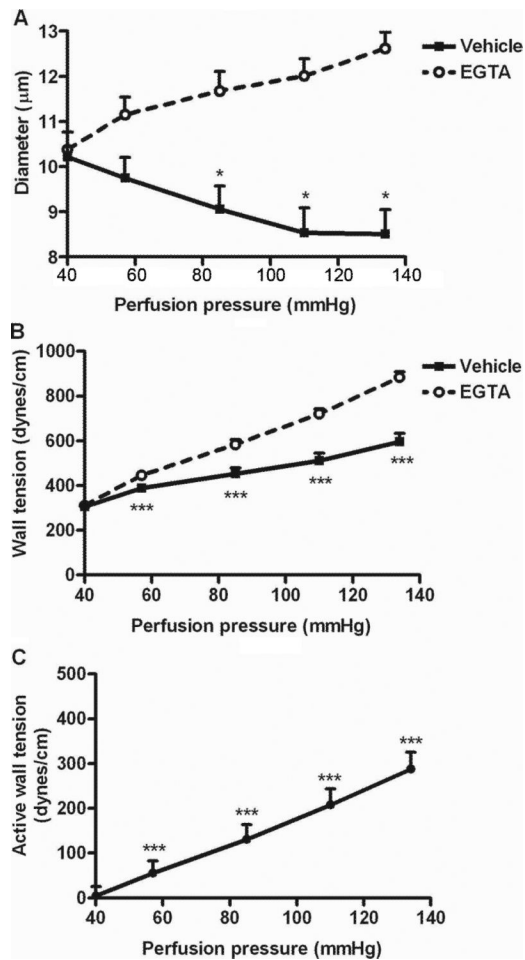 A
13
12
11
10
9
8
Diameter (μm)
* * *
40 60 80 100 120 140
Perfusion pressure (mmHg)
Vehicle
EGTA
B
1000
800
600
400
200
0
Wall tension (dynes/cm)
*** *** *** ***
40 60 80 100 120 140
Perfusion pressure (mmHg)
Vehicle
EGTA
C
500
400
300
200
100
0
Active wall tension
(dynes/cm)
*** *** *** ***
40 60 80 100 120 140
Perfusion pressure (mmHg)